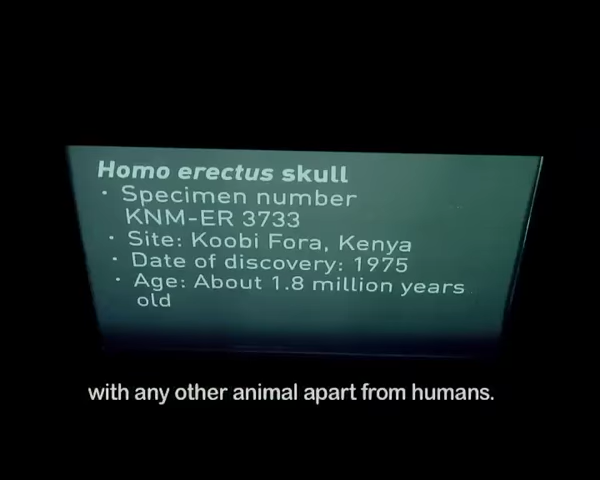 Homo erectus skull
· Specimen number
KNM-ER 3733
· Site: Koobi Fora, Kenya
· Date of discovery: 1975
· Age: About 1.8 million years
old
with any other animal apart from humans.